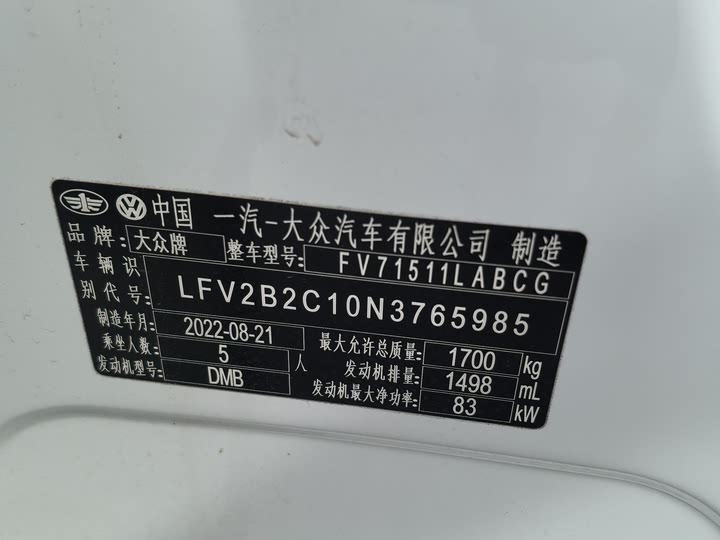 中国 一汽-大众汽车有限公司 制造
品牌: 大众牌 整车型号: FV71511LABCG
车辆识别代号: LFV2B2C10N3765985
制造年月: 2022-08-21 最大允许总质量: 1700 kg
乘坐人数: 5 人 发动机排量: 1498 mL
发动机型号: DMB 发动机最大净功率: 83 kW